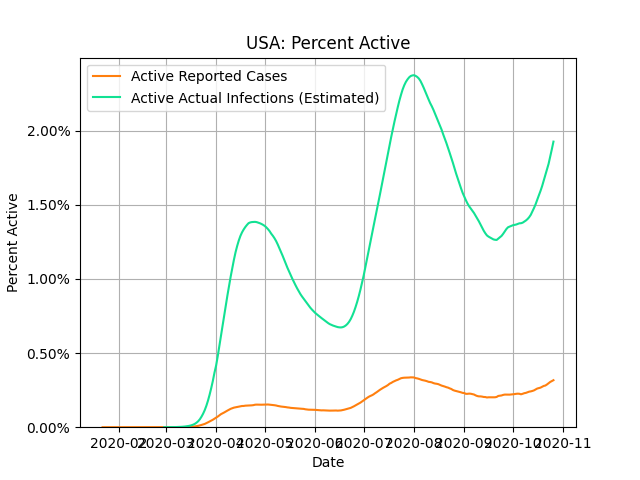 USA: Percent Active
Active Reported Cases
Active Actual Infections (Estimated)
2.00%
1.50%
1.00%
0.50%
0.00%
Percent Active
2020-02 2020-03 2020-04 2020-05 2020-06 2020-07 2020-08 2020-09 2020-10 2020-11
Date